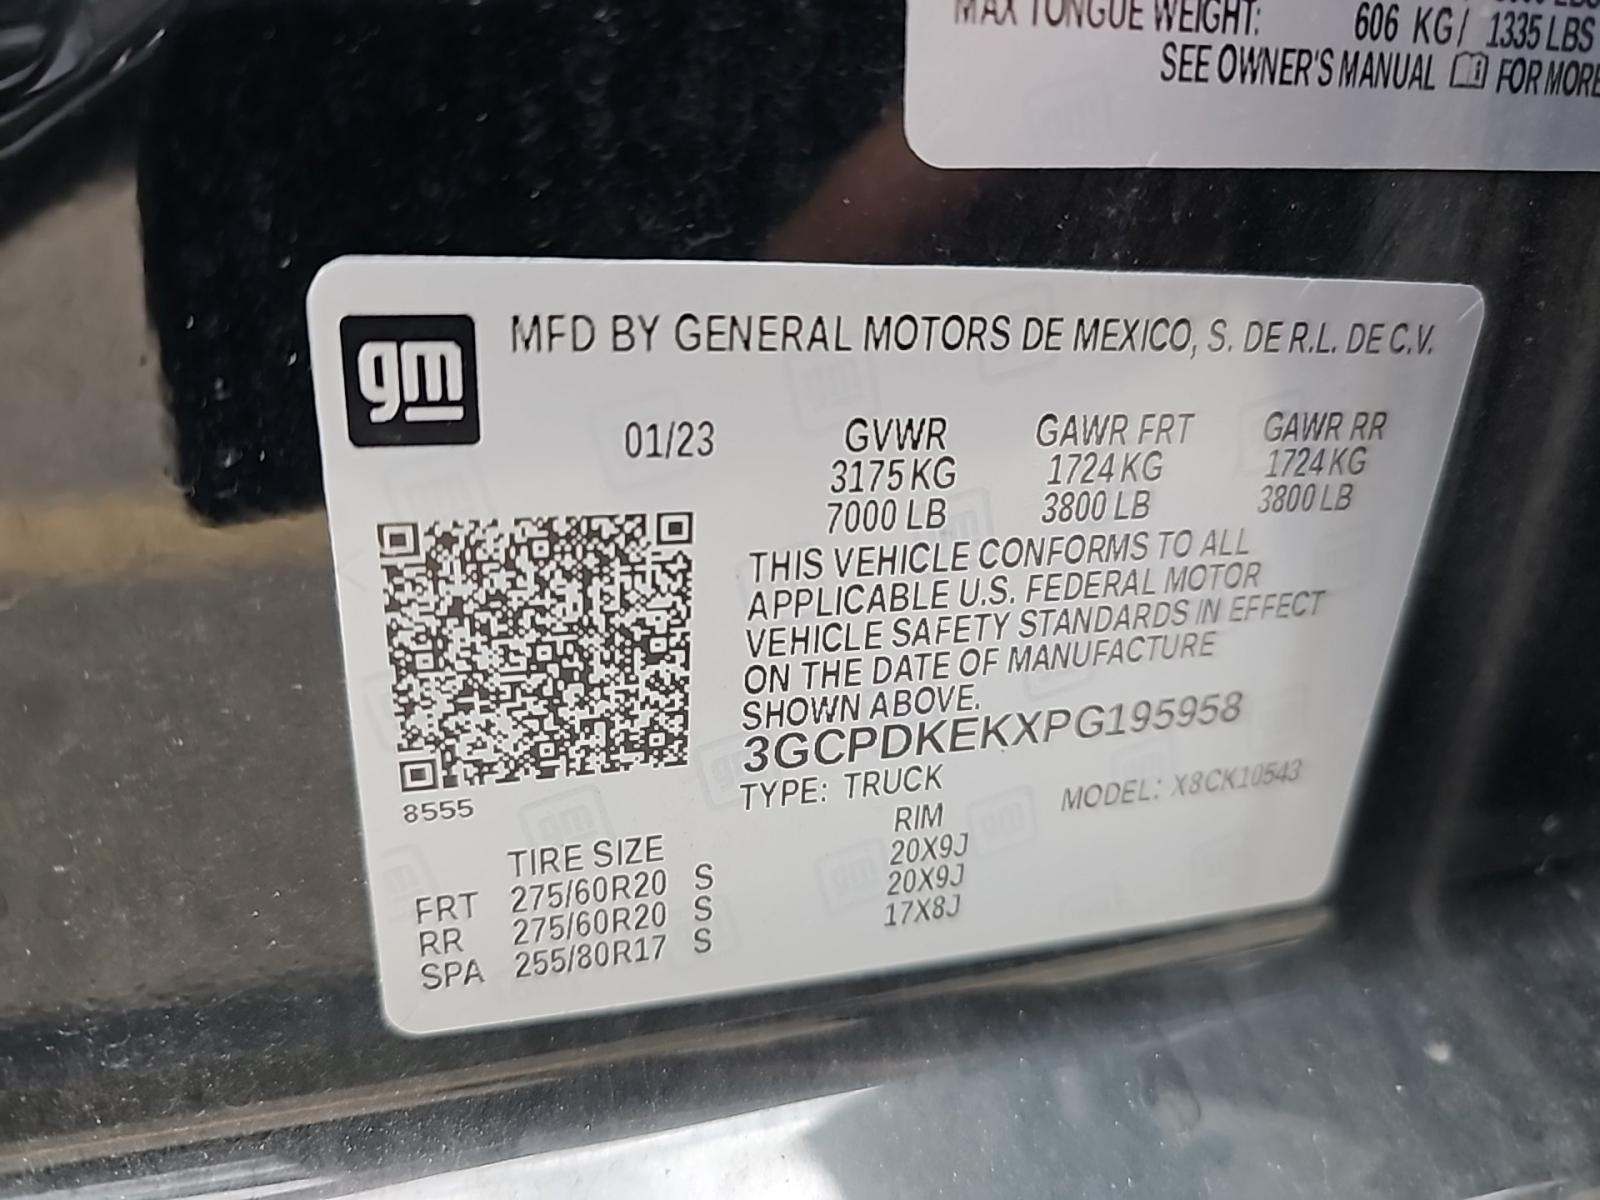 MAX TONGUE WEIGHT: 606 KG/ 1335 LBS
SEE OWNER'S MANUAL FOR MORE
gm
MFD BY GENERAL MOTORS DE MEXICO, S. DE R.L. DE C.V.
01/23 GVWR GAWR FRT GAWR RR
3175 KG 1724 KG 1724 KG
7000 LB 3800 LB 3800 LB
THIS VEHICLE CONFORMS TO ALL
APPLICABLE U.S. FEDERAL MOTOR
VEHICLE SAFETY STANDARDS IN EFFECT
ON THE DATE OF MANUFACTURE
SHOWN ABOVE.
3GCPDKEKXPG195958
TYPE: TRUCK MODEL: X8CK10543
8555
TIRE SIZE RIM
FRT 275/60R20 S 20X9J
RR 275/60R20 S 20X9J
SPA 255/80R17 S 17X8J